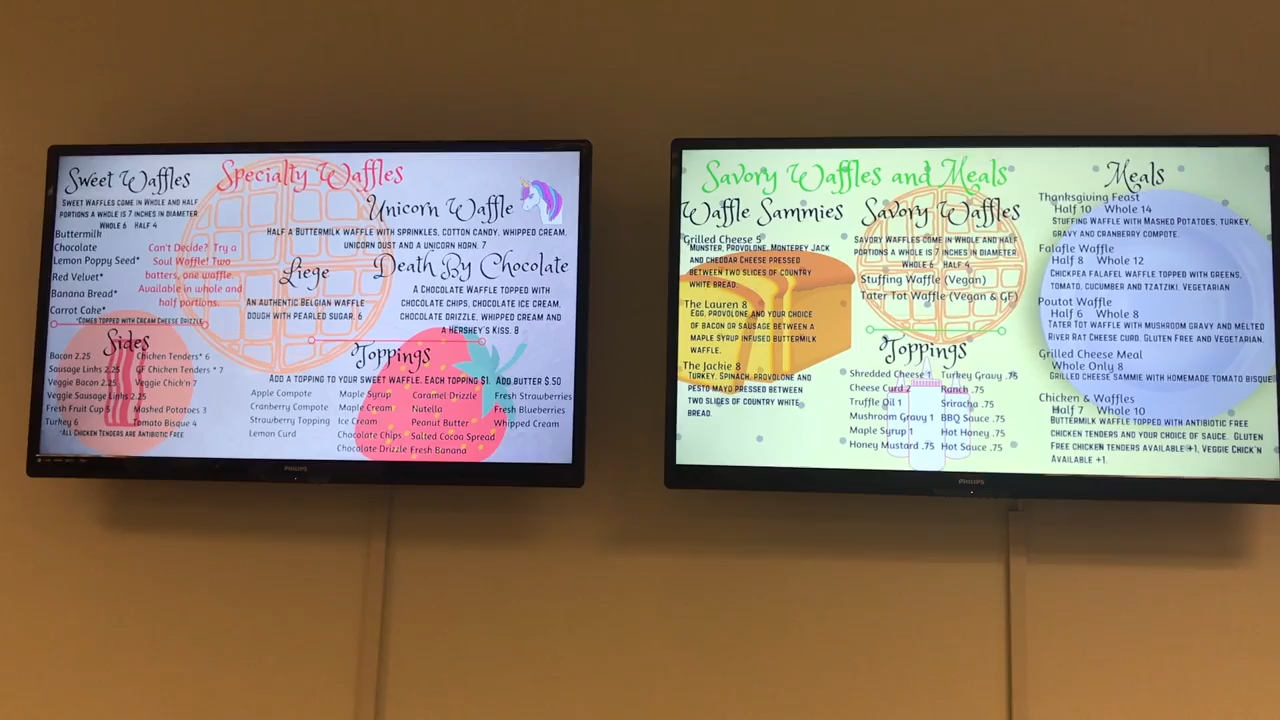 Sweet Waffles
Sweet Waffles come in Whole and half
portions a whole is 7 inches in diameter
Whole 6 Half 4
Buttermilk
Chocolate
Lemon Poppy Seed*
Red Velvet*
Banana Bread*
Carrot Cake*
*Comes topped with Cream Cheese Drizzle
Specialty Waffles
Can't Decide? Try a
Soul Waffle! Two
batters, one waffle.
Available in whole and
half portions.
Unicorn Waffle
Half a Buttermilk waffle with sprinkles, cotton candy, whipped cream,
unicorn dust and a unicorn horn. 7
Liege
An authentic Belgian waffle
dough with pearled sugar. 6
Death By Chocolate
A Chocolate Waffle topped with
chocolate chips, chocolate ice cream,
chocolate drizzle, whipped cream and
a Hershey's Kiss. 8
Sides
Bacon 2.25
Sausage Links 2.25
Veggie Bacon 2.25
Veggie Sausage Links 2.25
Fresh Fruit Cup 5
Turkey 6
Chicken Tenders* 6
GF Chicken Tenders * 7
Veggie Chick'n 7
Mashed Potatoes 3
Tomato Bisque 4
*All Chicken Tenders are Antibiotic Free
Toppings
Add a topping to your sweet waffle. Each topping $1. Add Butter $.50
Apple Compote
Cranberry Compote
Strawberry Topping
Lemon Curd
Maple Syrup
Maple Cream
Ice Cream
Chocolate Chips
Chocolate Drizzle
Caramel Drizzle
Nutella
Peanut Butter
Salted Cocoa Spread
Fresh Banana
Fresh Strawberries
Fresh Blueberries
Whipped Cream
PHILIPS
Savory Waffles and Meals
Waffle Sammies
Grilled Cheese 5
Munster, Provolone, Monterey Jack
and cheddar Cheese pressed
between two slices of country
white bread.
The Lauren 8
Egg, provolone and your choice
of bacon or sausage between a
maple syrup infused buttermilk
waffle.
The Jackie 8
Turkey, Spinach, Provolone and
pesto mayo pressed between
two slices of country white
bread.
Savory Waffles
Savory Waffles come in Whole and half
portions a whole is 7 inches in diameter
Whole 6 Half 4
Stuffing Waffle (Vegan)
Tater Tot Waffle (Vegan & GF)
Toppings
Shredded Cheese 1
Cheese Curd 2
Truffle Oil 1
Mushroom Gravy 1
Maple Syrup 1
Honey Mustard .75
Turkey Gravy .75
Ranch .75
Sriracha .75
BBQ Sauce .75
Hot Honey .75
Hot Sauce .75
Meals
Thanksgiving Feast
Half 10 Whole 14
Stuffing Waffle with Mashed Potatoes, turkey,
gravy and cranberry compote.
Falafle Waffle
Half 8 Whole 12
Chickpea falafel waffle topped with greens,
tomato, cucumber and tzatziki. Vegetarian
Poutot Waffle
Half 6 Whole 8
Tater Tot waffle with mushroom gravy and melted
River Rat Cheese curd. Gluten Free and Vegetarian.
Grilled Cheese Meal
Whole Only 8
Grilled Cheese Sammie with homemade tomato bisque
Chicken & Waffles
Half 7 Whole 10
Buttermilk waffle topped with antibiotic free
chicken tenders and your choice of sauce. Gluten
Free chicken tenders available +1, Veggie Chick'n
Available +1.
PHILIPS